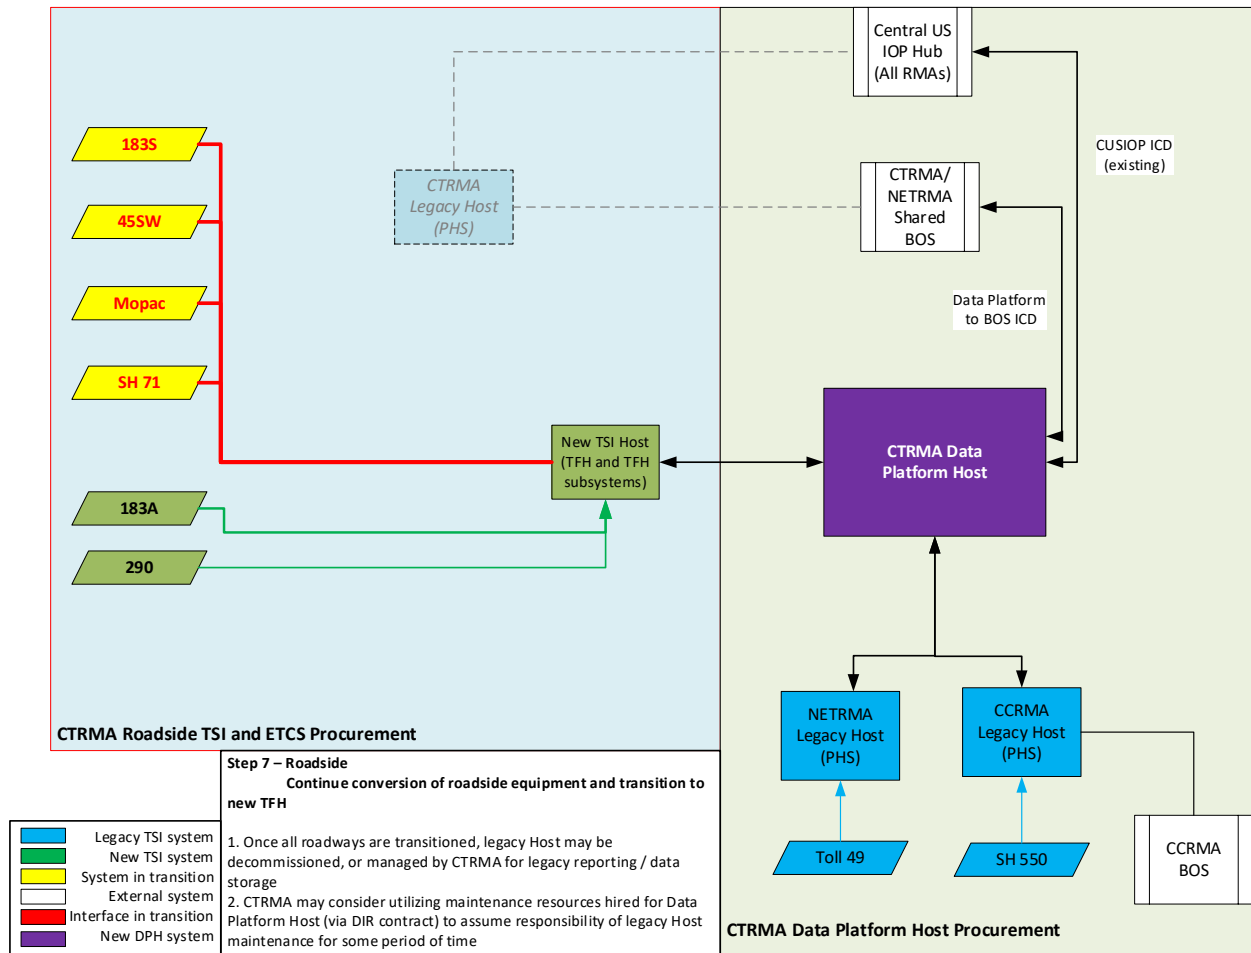 Central US
IOP Hub
(All RMAs)
183S
CUSIOP ICD
(existing)
CTRMA
Legacy Host
(PHS)
CTRMA/
NETRMA
Shared
BOS
45SW
Mopac
Data Platform
to BOS ICD
SH 71
New TSI Host
(TFH and TFH
subsystems)
CTRMA Data
Platform Host
183A
290
NETRMA
Legacy Host
(PHS)
CCRMA
Legacy Host
(PHS)
CTRMA Roadside TSI and ETCS Procurement
Step 7 – Roadside
Continue conversion of roadside equipment and transition to
new TFH
1. Once all roadways are transitioned, legacy Host may be
decommissioned, or managed by CTRMA for legacy reporting / data
storage
2. CTRMA may consider utilizing maintenance resources hired for Data
Platform Host (via DIR contract) to assume responsibility of legacy Host
maintenance for some period of time
Legacy TSI system
New TSI system
System in transition
External system
Interface in transition
New DPH system
Toll 49
SH 550
CCRMA
BOS
CTRMA Data Platform Host Procurement